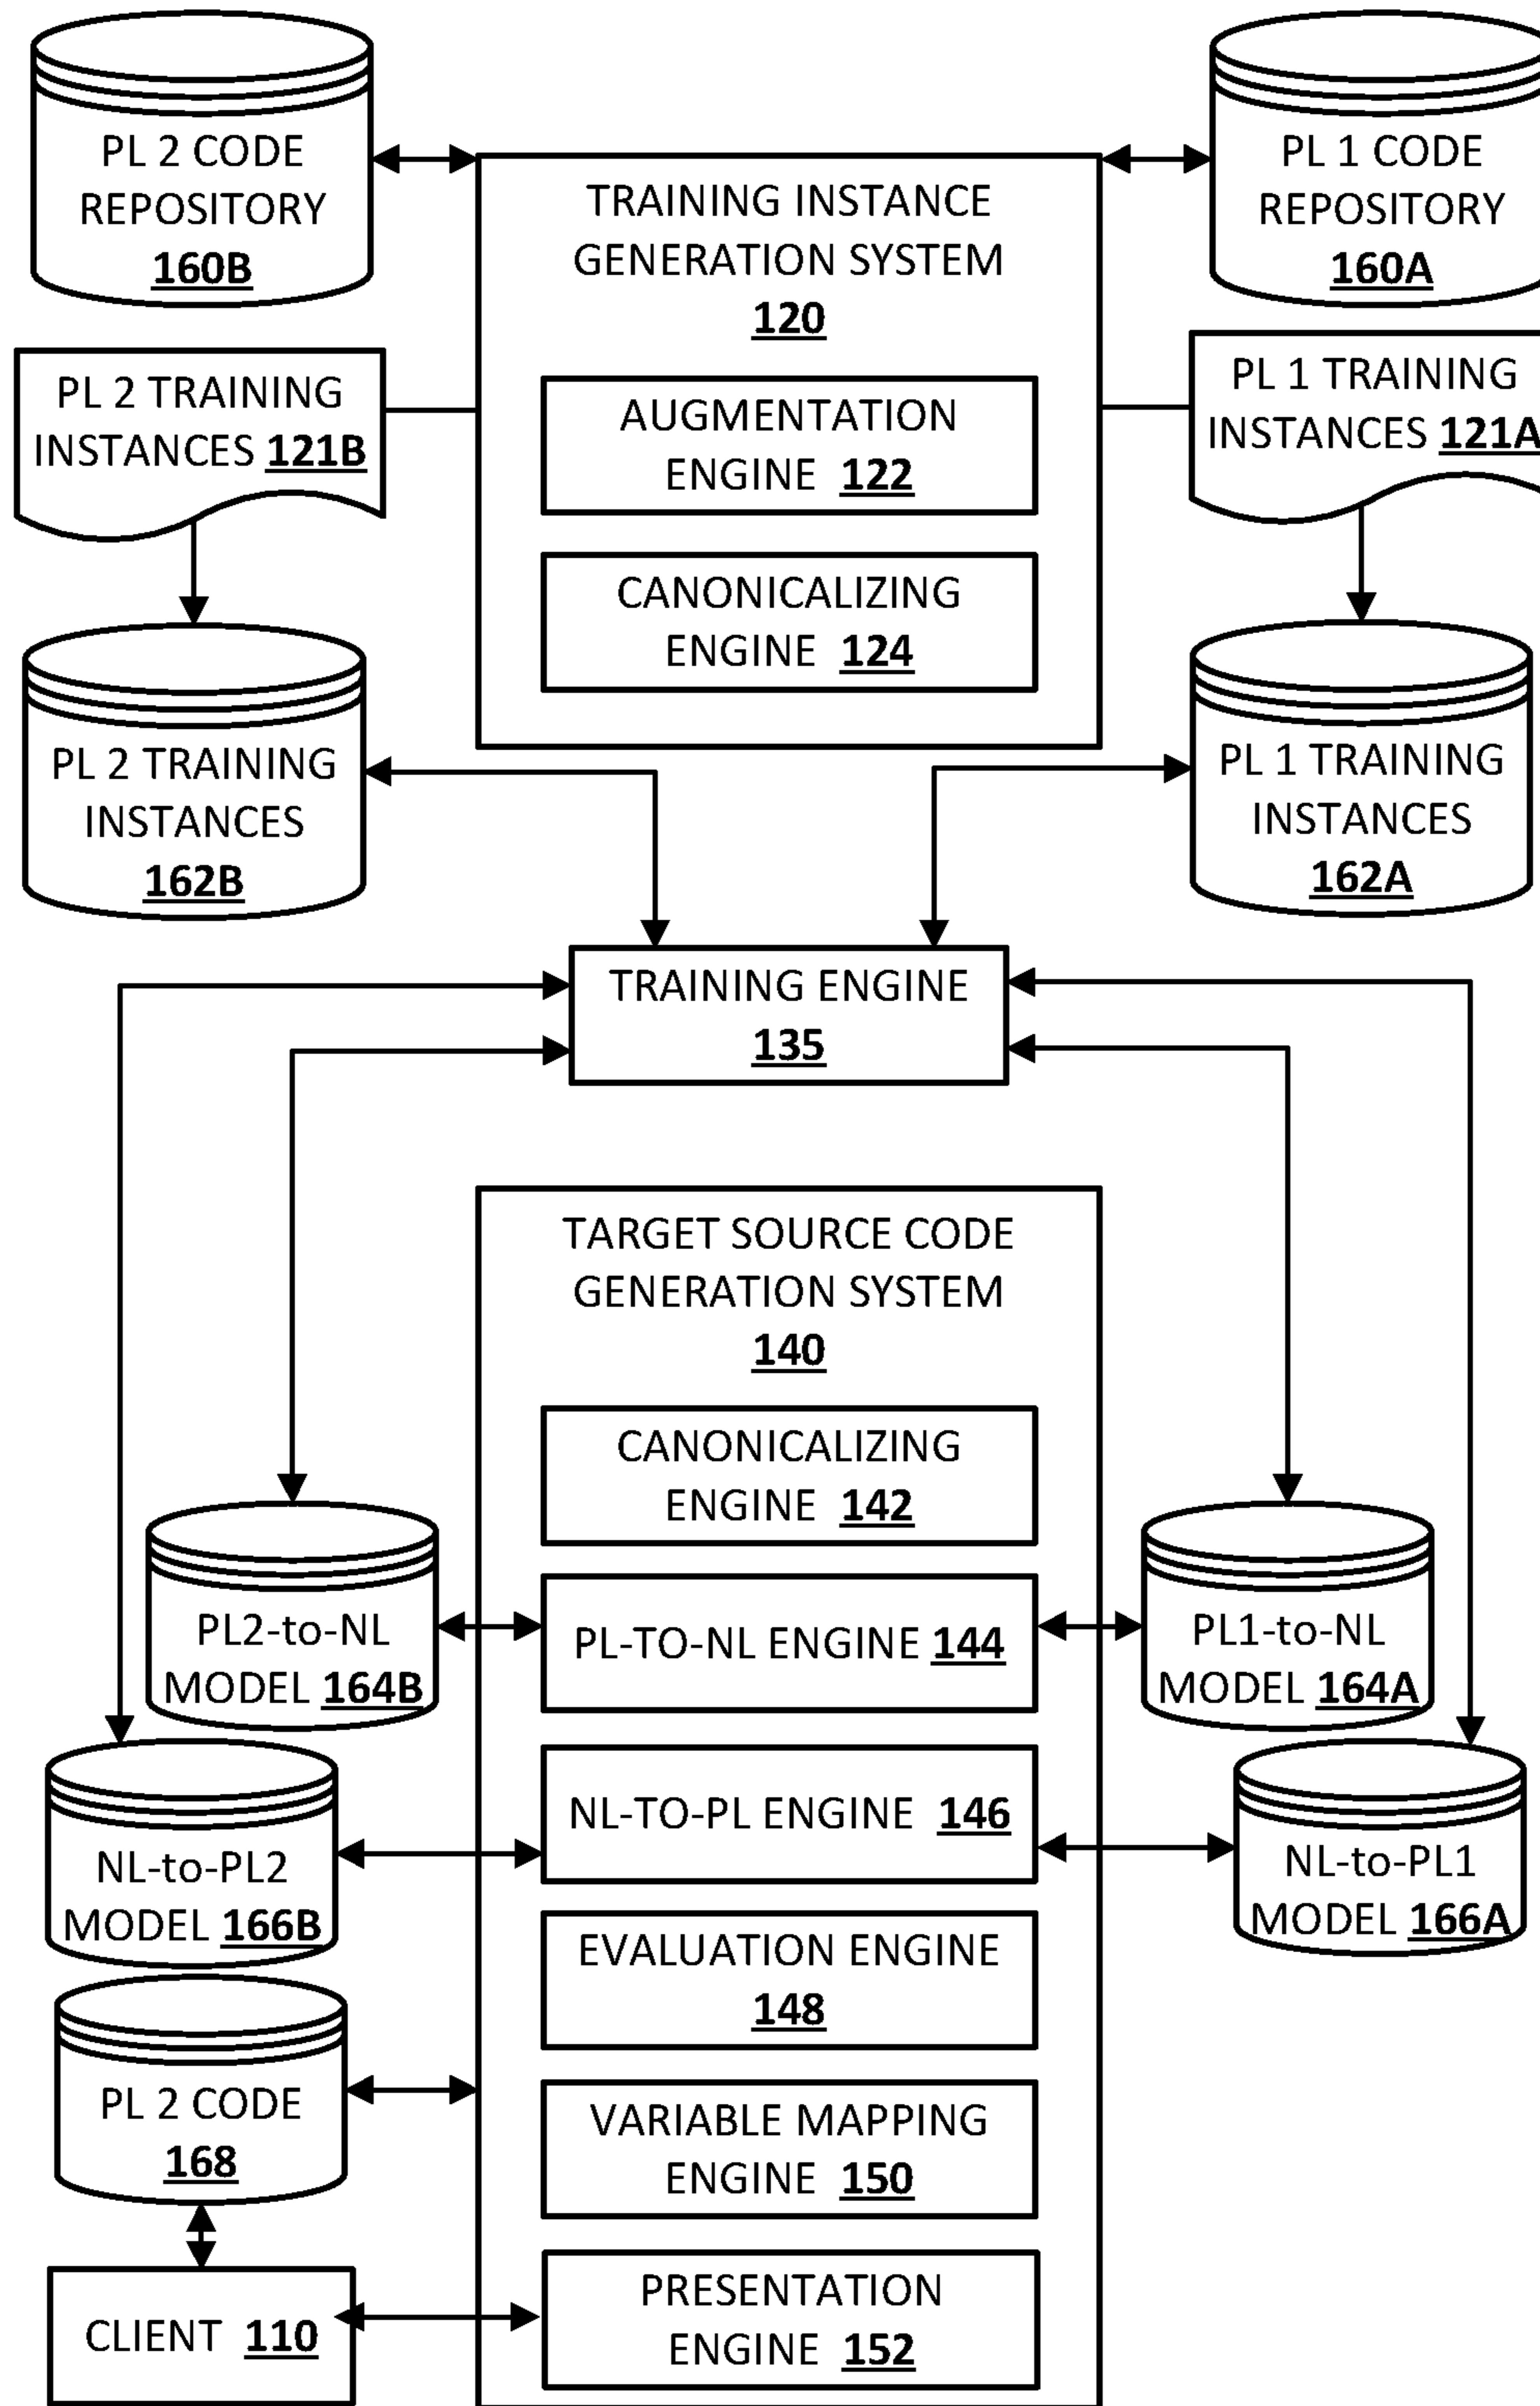 PL 2 CODE
REPOSITORY
160B
TRAINING INSTANCE
GENERATION SYSTEM
120
PL 1 CODE
REPOSITORY
160A
PL 2 TRAINING
INSTANCES 121B
AUGMENTATION
ENGINE 122
PL 1 TRAINING
INSTANCES 121A
CANONICALIZING
ENGINE 124
PL 2 TRAINING
INSTANCES
162B
PL 1 TRAINING
INSTANCES
162A
TRAINING ENGINE
135
TARGET SOURCE CODE
GENERATION SYSTEM
140
CANONICALIZING
ENGINE 142
PL2-to-NL
MODEL 164B
PL-TO-NL ENGINE 144
PL1-to-NL
MODEL 164A
NL-to-PL2
MODEL 166B
NL-TO-PL ENGINE 146
NL-to-PL1
MODEL 166A
EVALUATION ENGINE
148
PL 2 CODE
168
VARIABLE MAPPING
ENGINE 150
CLIENT 110
PRESENTATION
ENGINE 152